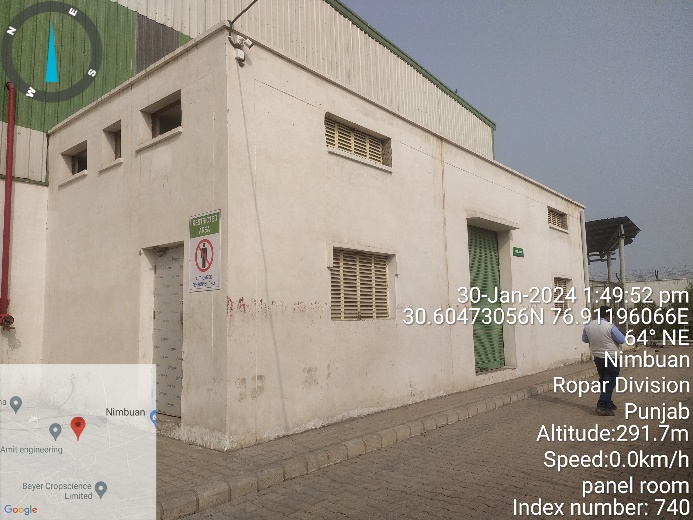 N
E
S
W
RESTRICTED
AREA
30-Jan-2024 1:49:52 pm
30.60473056N 76.91196066E
64° NE
Nimbuan
Ropar Division
Punjab
Altitude:291.7m
Speed:0.0km/h
panel room
Index number: 740
Nimbuan
Amit engineering
Bayer Cropscience
Limited
Google